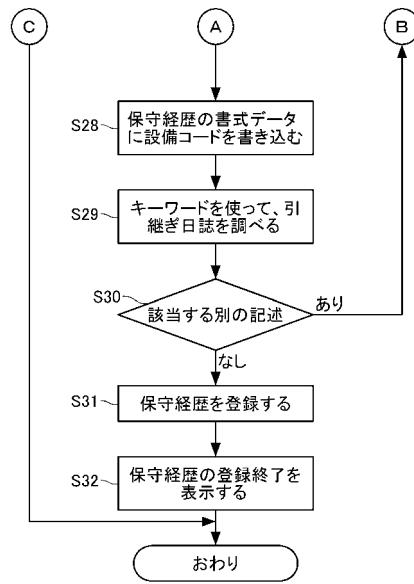 C
A
B
S28
保守経歴の書式データ
に設備コードを書き込む
S29
キーワードを使って、引
継ぎ日誌を調べる
S30
該当する別の記述
あり
なし
S31
保守経歴を登録する
S32
保守経歴の登録終了を
表示する
おわり